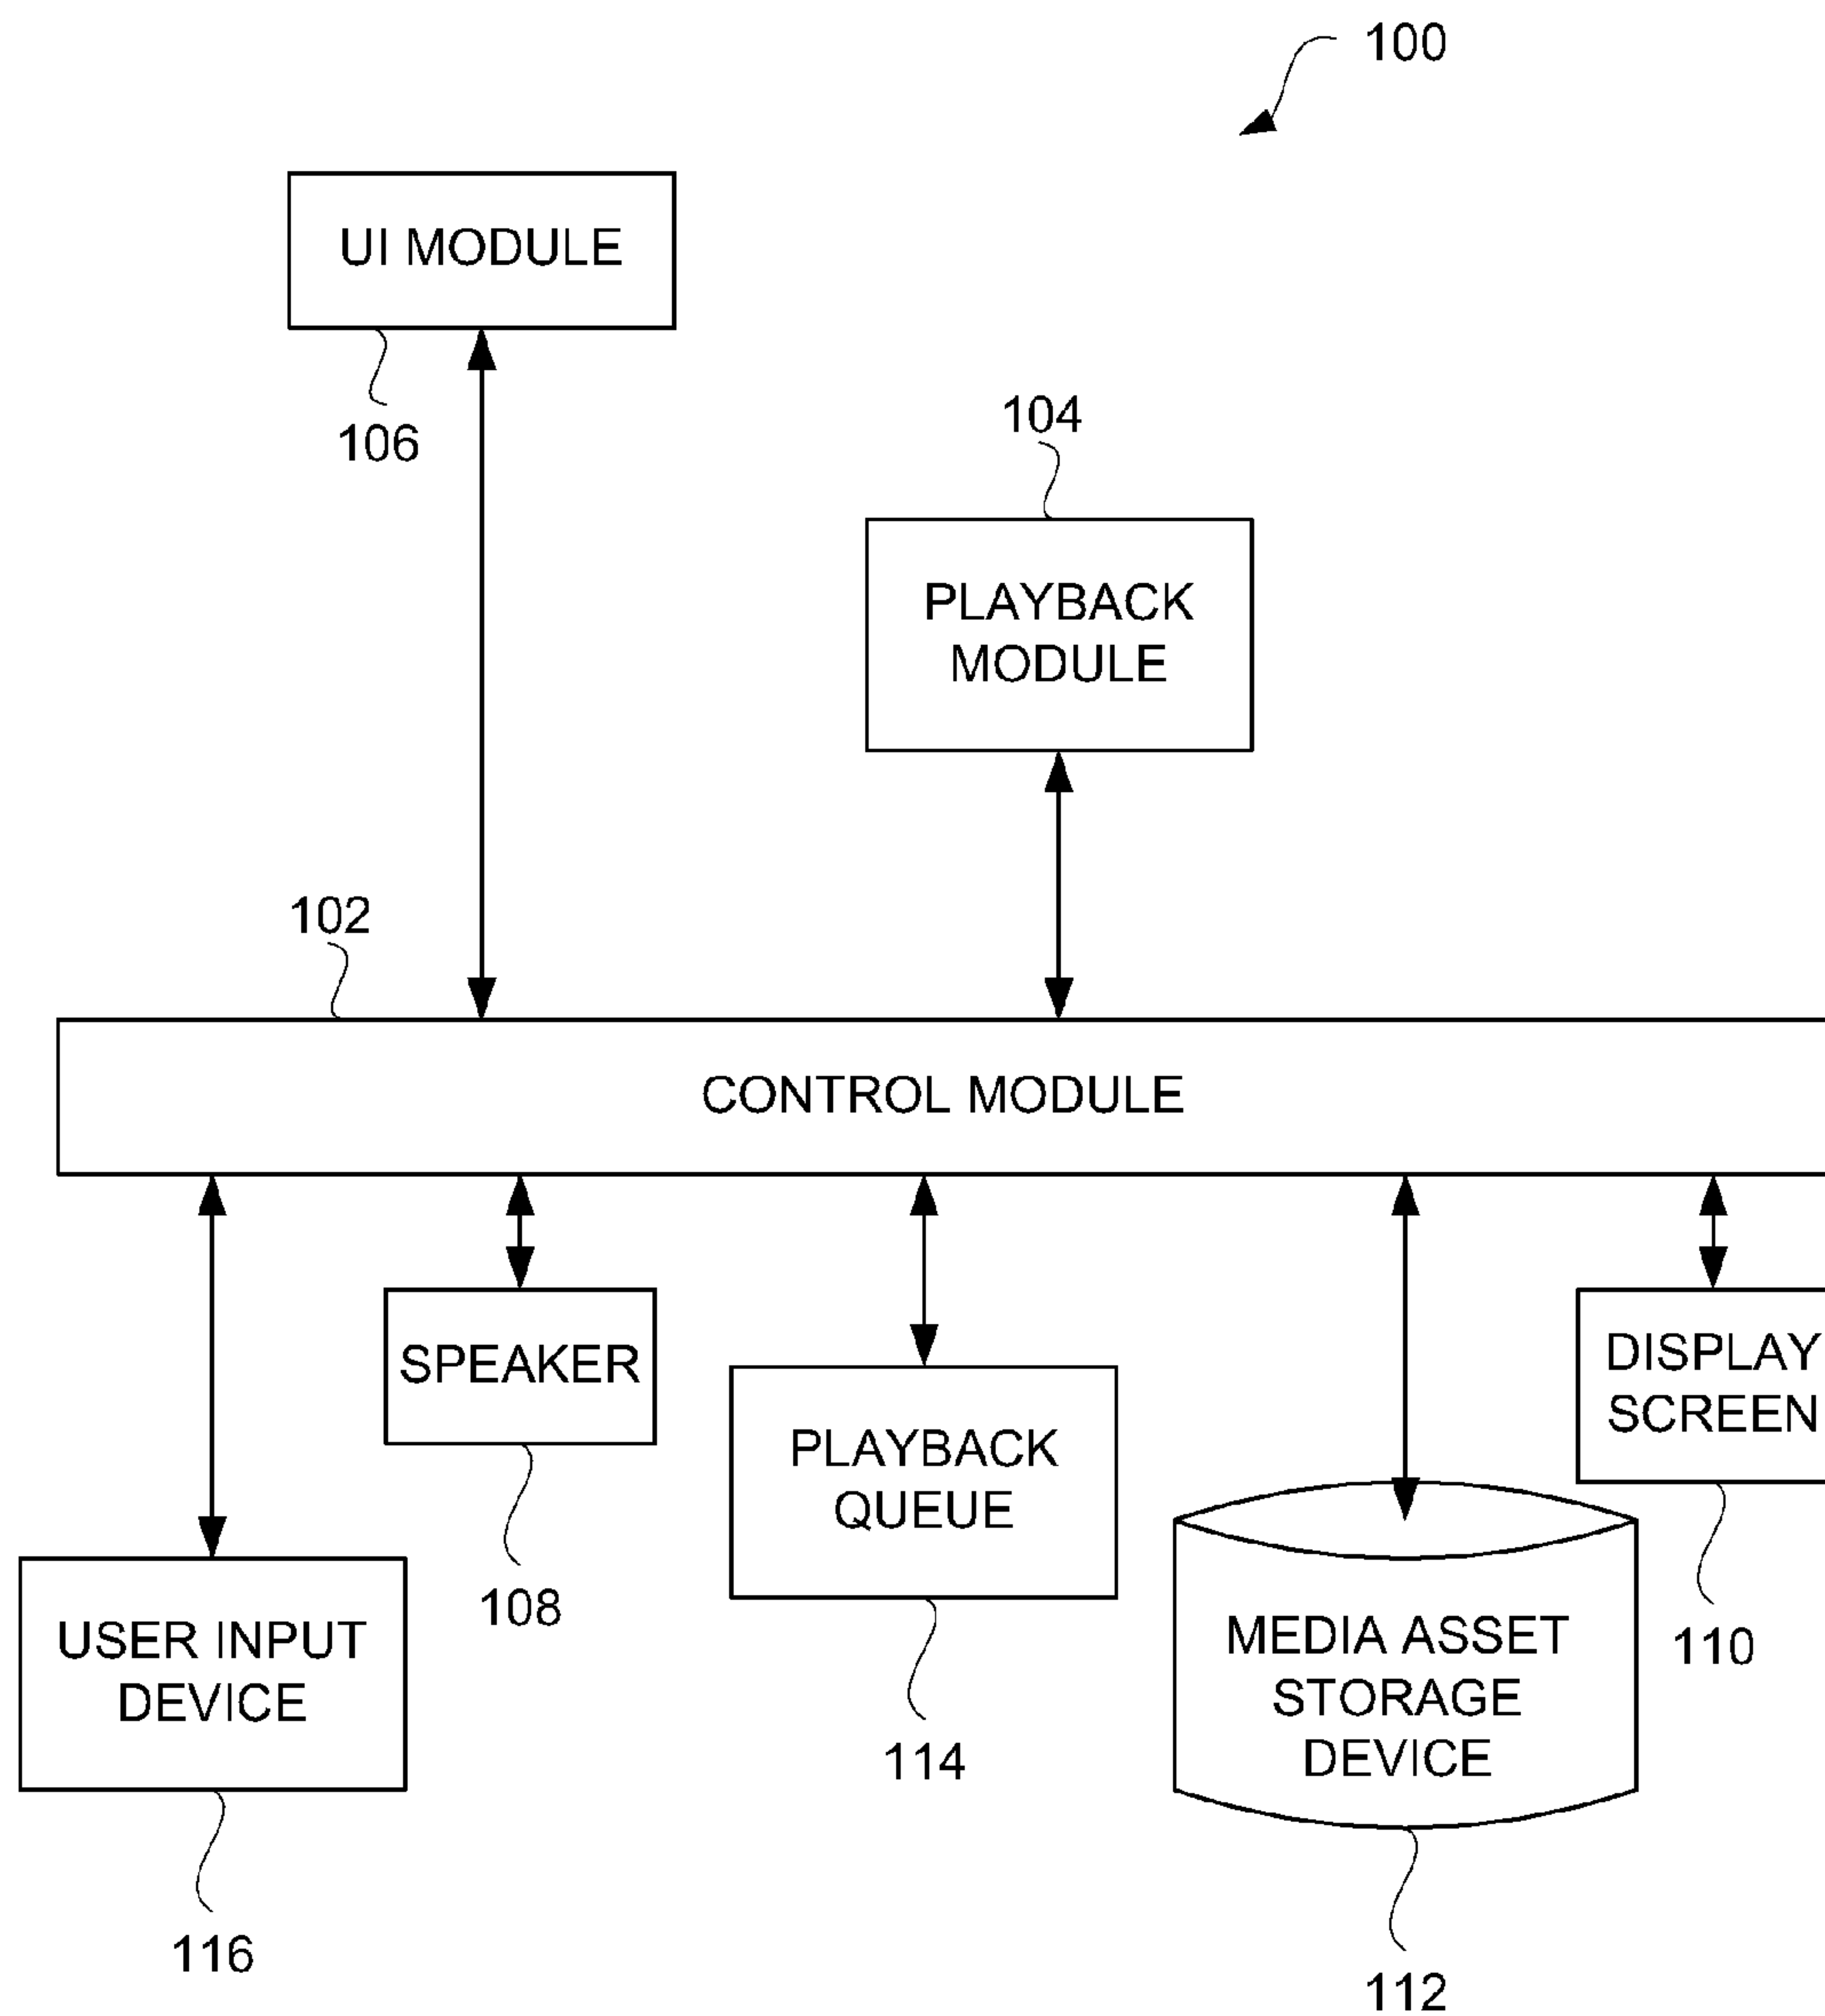 100
UI MODULE
106
104
PLAYBACK
MODULE
102
CONTROL MODULE
SPEAKER
108
PLAYBACK
QUEUE
114
DISPLAY
SCREEN
110
USER INPUT
DEVICE
116
MEDIA ASSET
STORAGE
DEVICE
112